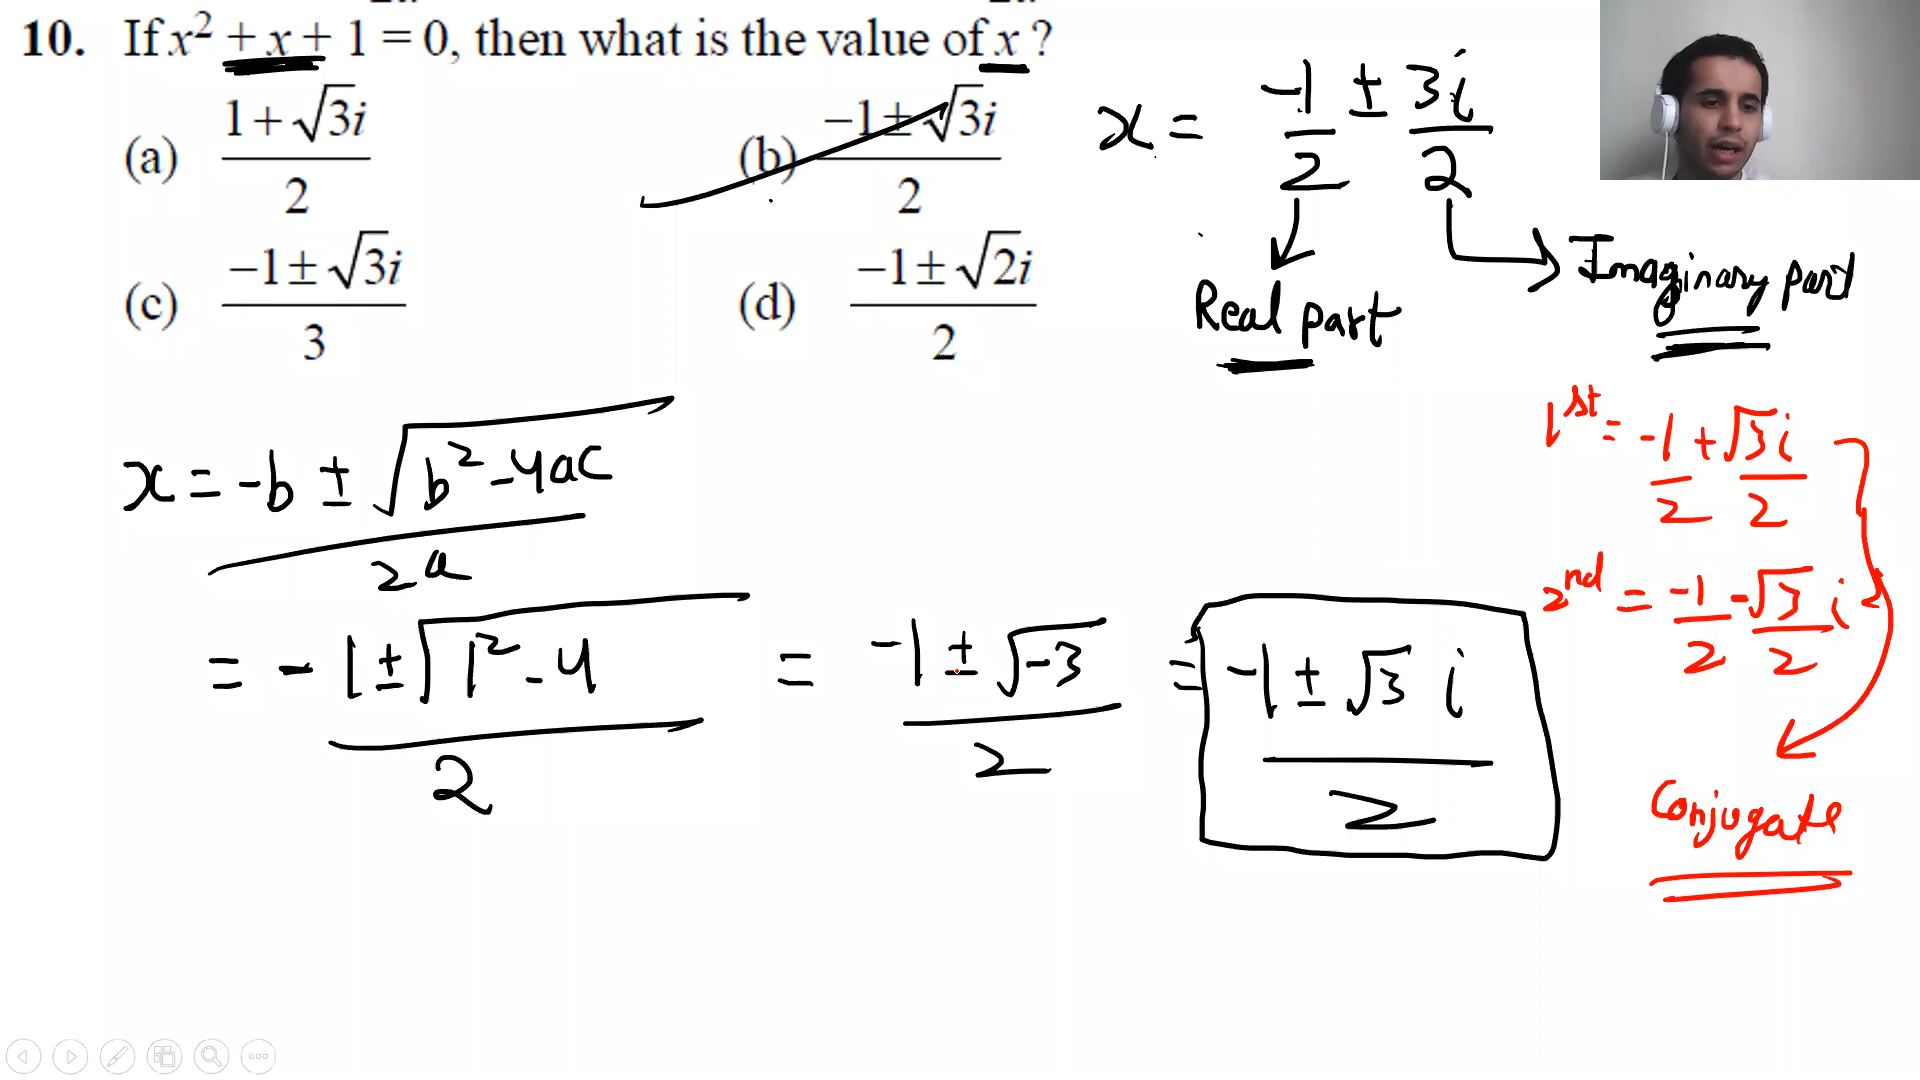 10. If x² + x + 1 = 0, then what is the value of x ?
(a) (1 + √3i)/2
(b) (−1 ± √3i)/2
(c) (−1 ± √3i)/3
(d) (−1 ± √2i)/2
x = -1/2 ± 3i/2
Real part
Imaginary part
x = (-b ± √(b² - 4ac))/2a
= (-1 ± √(1² - 4))/2 = (-1 ± √-3)/2 = (-1 ± √3 i)/2
1st = -1/2 + √3i/2
2nd = -1/2 - √3/2 i
Conjugate